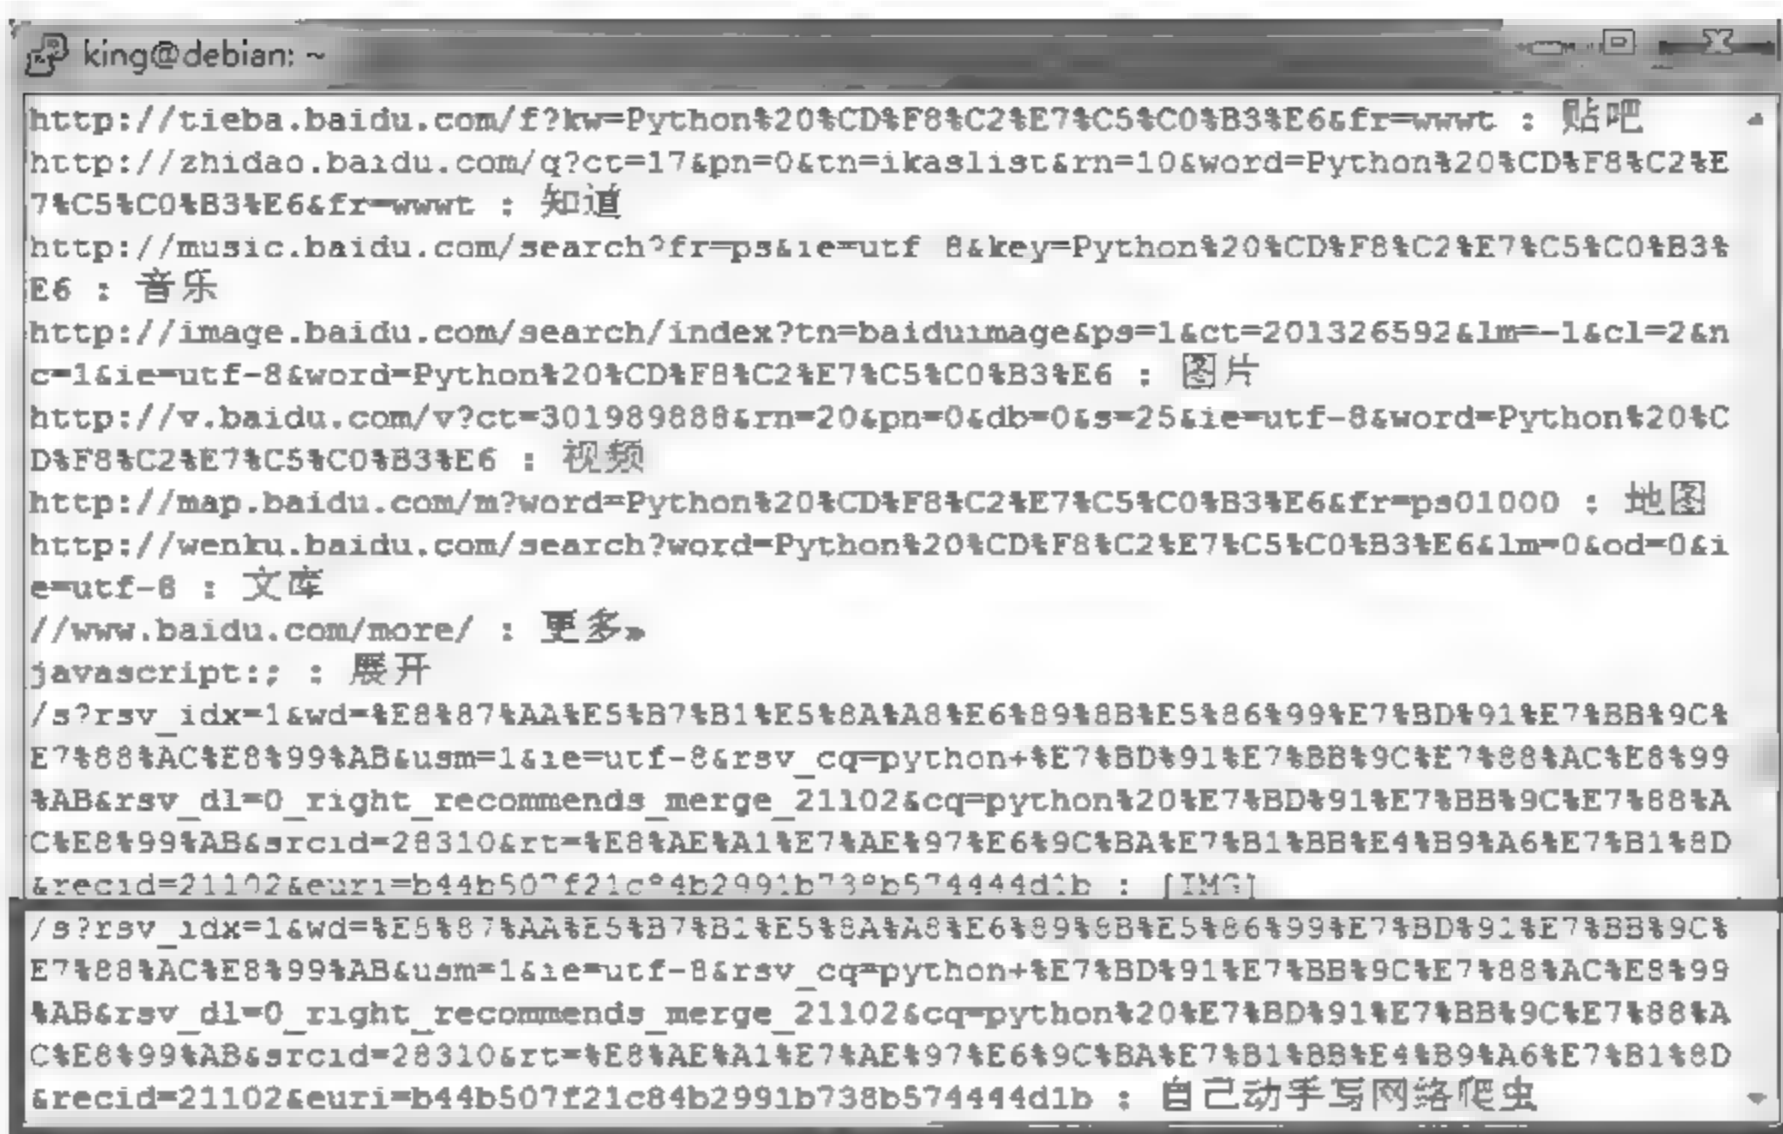 king@debian: ~
http://tieba.baidu.com/f?kw=Python%20%CD%F8%C2%E7%C5%C0%B3%E6&fr=wwwt : 贴吧
http://zhidao.baidu.com/q?ct=17&pn=0&tn=ikaslist&rn=10&word=Python%20%CD%F8%C2%E
7%C5%C0%B3%E6&fr=wwwt : 知道
http://music.baidu.com/search?fr=ps&ie=utf 8&key=Python%20%CD%F8%C2%E7%C5%C0%B3%
E6 : 音乐
http://image.baidu.com/search/index?tn=baiduimage&ps=1&ct=201326592&lm=-1&cl=2&n
c=1&ie=utf-8&word=Python%20%CD%F8%C2%E7%C5%C0%B3%E6 : 图片
http://v.baidu.com/v?ct=301989888&rn=20&pn=0&db=0&s=25&ie=utf-8&word=Python%20%C
D%F8%C2%E7%C5%C0%B3%E6 : 视频
http://map.baidu.com/m?word=Python%20%CD%F8%C2%E7%C5%C0%B3%E6&fr=ps01000 : 地图
http://wenku.baidu.com/search?word=Python%20%CD%F8%C2%E7%C5%C0%B3%E6&lm=0&od=0&i
e=utf-8 : 文库
//www.baidu.com/more/ : 更多»
javascript:; : 展开
/s?rsv_idx=1&wd=%E8%87%AA%E5%B7%B1%E5%8A%A8%E6%89%8B%E5%86%99%E7%BD%91%E7%BB%9C%
E7%88%AC%E8%99%AB&usm=1&ie=utf-8&rsv_cq=python+%E7%BD%91%E7%BB%9C%E7%88%AC%E8%99
%AB&rsv_dl=0_right_recommends_merge_21102&cq=python%20%E7%BD%91%E7%BB%9C%E7%88%A
C%E8%99%AB&srcid=28310&rt=%E8%AE%A1%E7%AE%97%E6%9C%BA%E7%B1%BB%E4%B9%A6%E7%B1%8D
&recid=21102&euri=b44b507f21c84b2991b738b574444d1b : [IMG]
/s?rsv_idx=1&wd=%E8%87%AA%E5%B7%B1%E5%8A%A8%E6%89%8B%E5%86%99%E7%BD%91%E7%BB%9C%
E7%88%AC%E8%99%AB&usm=1&ie=utf-8&rsv_cq=python+%E7%BD%91%E7%BB%9C%E7%88%AC%E8%99
%AB&rsv_dl=0_right_recommends_merge_21102&cq=python%20%E7%BD%91%E7%BB%9C%E7%88%A
C%E8%99%AB&srcid=28310&rt=%E8%AE%A1%E7%AE%97%E6%9C%BA%E7%B1%BB%E4%B9%A6%E7%B1%8D
&recid=21102&euri=b44b507f21c84b2991b738b574444d1b : 自己动手写网络爬虫